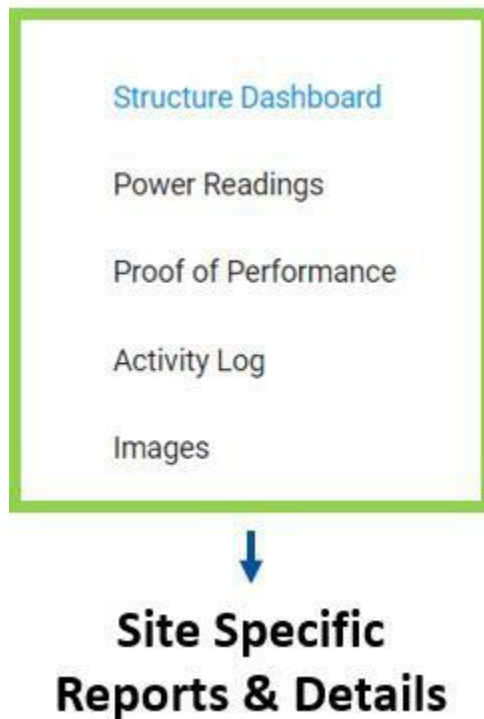 Structure Dashboard
Power Readings
Proof of Performance
Activity Log
Images
Site Specific
Reports & Details